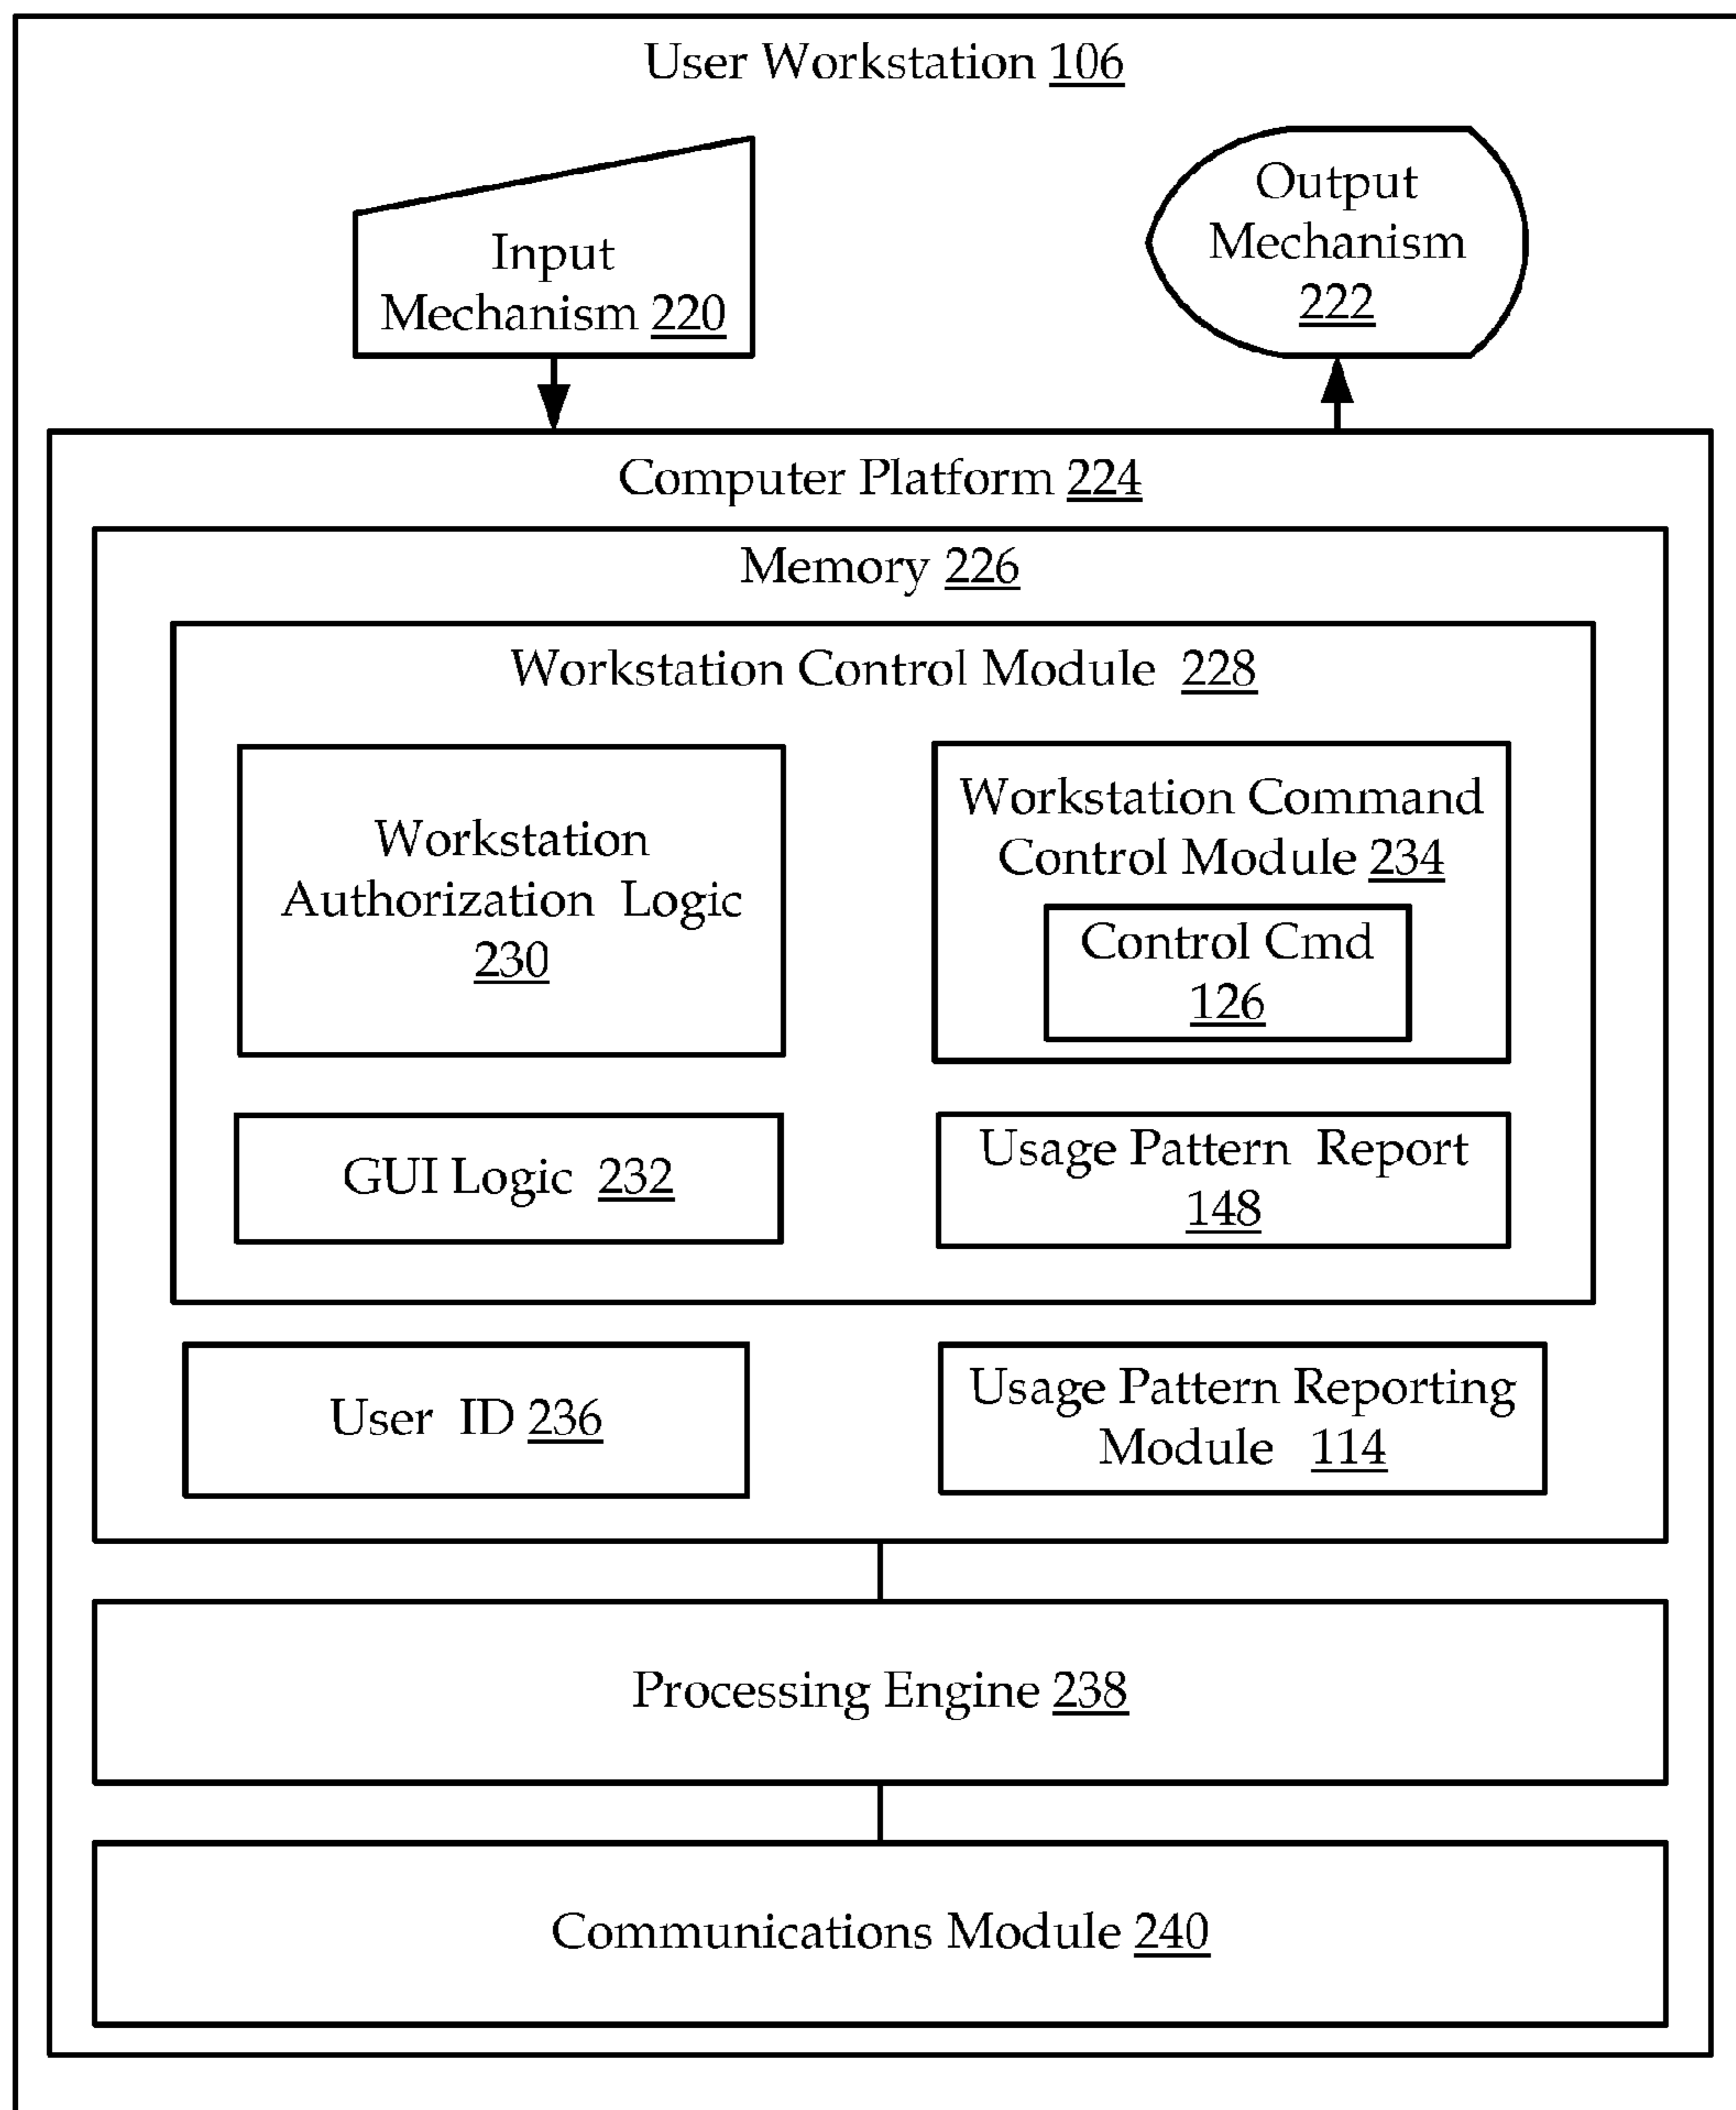 User Workstation 106
Input
Mechanism 220
Output
Mechanism
222
Computer Platform 224
Memory 226
Workstation Control Module 228
Workstation
Authorization Logic
230
Workstation Command
Control Module 234
Control Cmd
126
GUI Logic 232
Usage Pattern Report
148
User ID 236
Usage Pattern Reporting
Module 114
Processing Engine 238
Communications Module 240